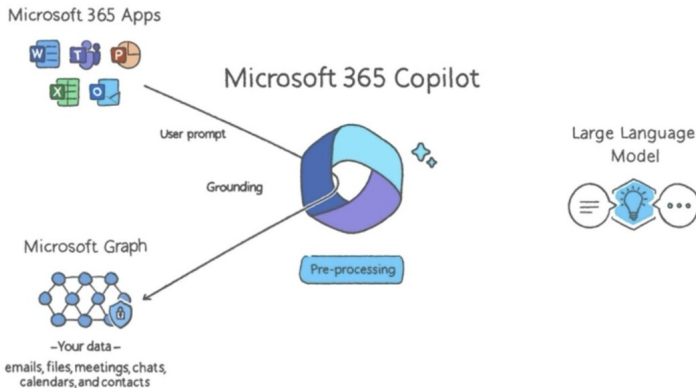 Microsoft 365 Apps
W
T
P
X
O
Microsoft 365 Copilot
User prompt
Grounding
Large Language
Model
Pre-processing
Microsoft Graph
–Your data–
emails, files, meetings, chats,
calendars, and contacts